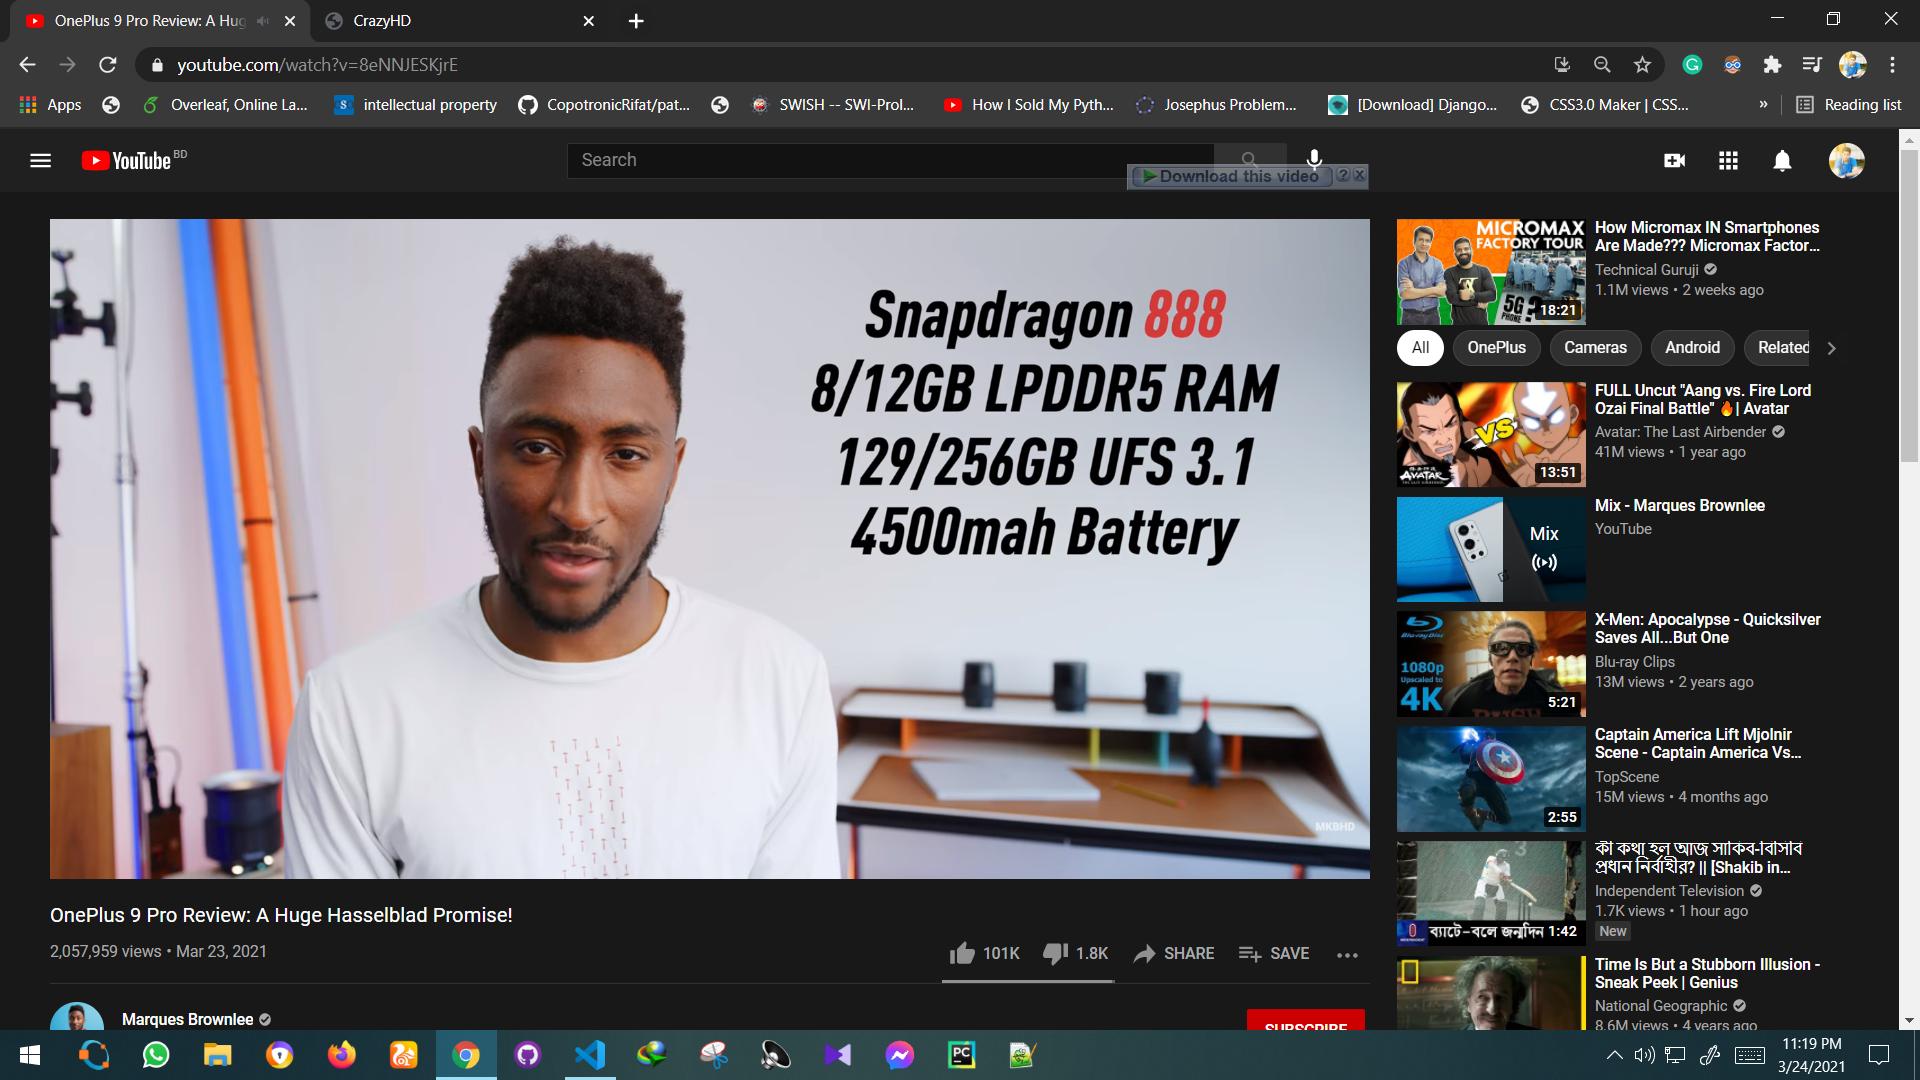 OnePlus 9 Pro Review: A Hug
CrazyHD
youtube.com/watch?v=8eNNJESKjrE
Apps
Overleaf, Online La...
intellectual property
CopotronicRifat/pat...
SWISH -- SWI-Prol...
How I Sold My Pyth...
Josephus Problem...
[Download] Django...
CSS3.0 Maker | CSS...
»
Reading list
YouTube BD
Search
Download this video
Snapdragon 888
8/12GB LPDDR5 RAM
129/256GB UFS 3.1
4500mah Battery
MKBHD
OnePlus 9 Pro Review: A Huge Hasselblad Promise!
2,057,959 views • Mar 23, 2021
101K
1.8K
SHARE
SAVE
Marques Brownlee
SUBSCRIBE
MICROMAX
FACTORY TOUR
5G ?
PHONE
18:21
How Micromax IN Smartphones
Are Made??? Micromax Factor...
Technical Guruji
1.1M views • 2 weeks ago
All
OnePlus
Cameras
Android
Related
VS
AVATAR
13:51
FULL Uncut "Aang vs. Fire Lord
Ozai Final Battle" 🔥| Avatar
Avatar: The Last Airbender
41M views • 1 year ago
Mix
Mix - Marques Brownlee
YouTube
Blu-ray Disc
1080p
Upscaled to
4K
5:21
X-Men: Apocalypse - Quicksilver
Saves All...But One
Blu-ray Clips
13M views • 2 years ago
2:55
Captain America Lift Mjolnir
Scene - Captain America Vs...
TopScene
15M views • 4 months ago
ব্যাটে-বলে জন্মদিন
1:42
কী কথা হল আজ সাকিব-বিসিবি
প্রধান নির্বাহীর? || [Shakib in...
Independent Television
1.7K views • 1 hour ago
New
Time Is But a Stubborn Illusion -
Sneak Peek | Genius
National Geographic
8.6M views • 4 years ago
PC
11:19 PM
3/24/2021